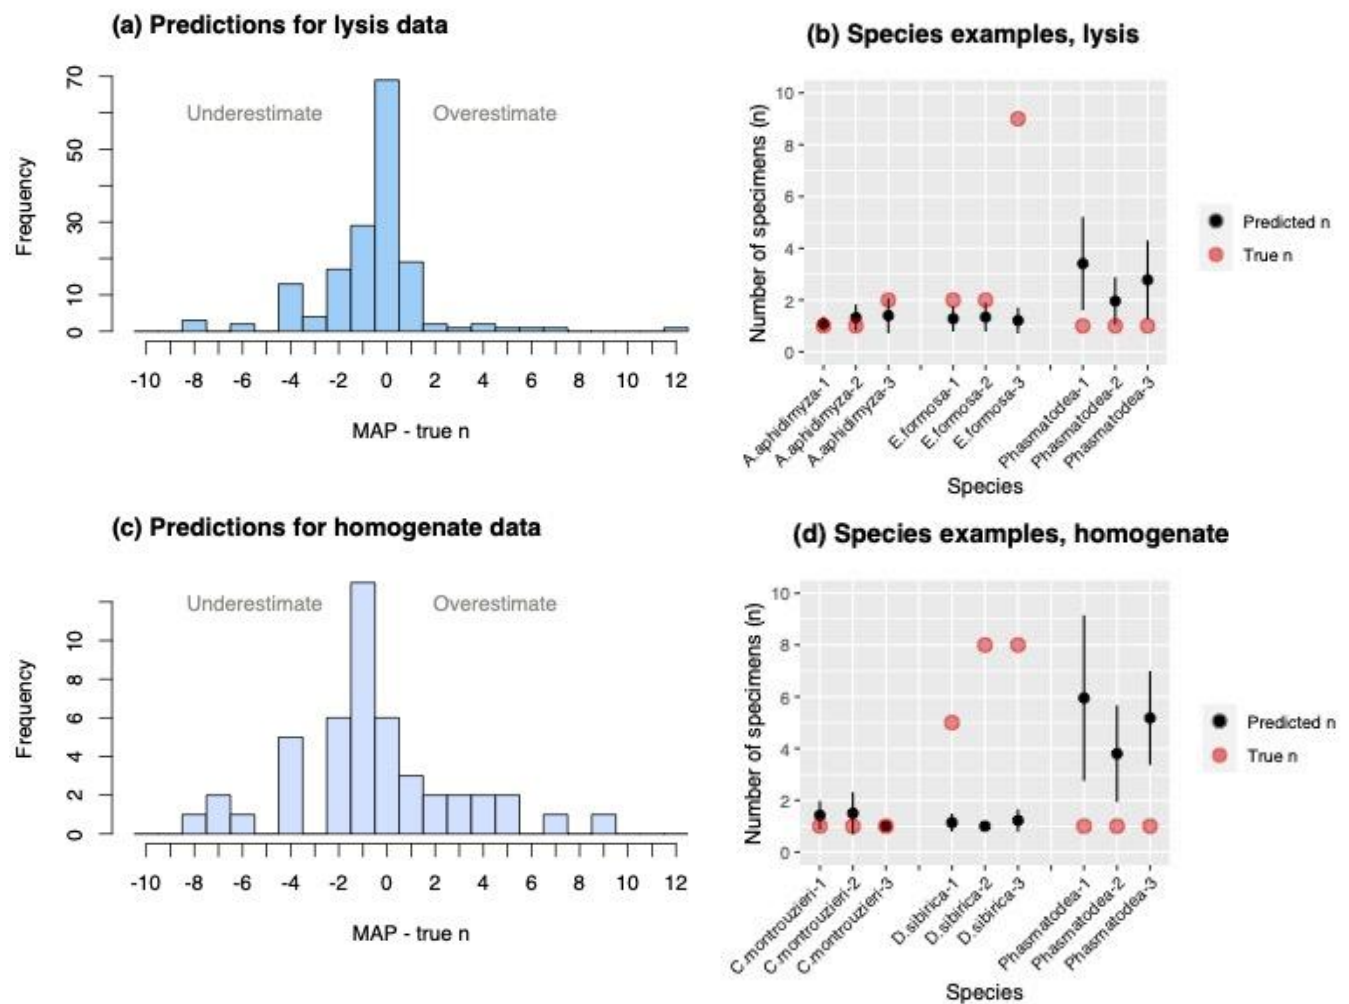 (a) Predictions for lysis data
Underestimate Overestimate
Frequency
0 10 30 50 70
-10 -8 -6 -4 -2 0 2 4 6 8 10 12
MAP - true n
(b) Species examples, lysis
Number of specimens (n)
10
8
6
4
2
0
A.aphidimyza-1
A.aphidimyza-2
A.aphidimyza-3
E.formosa-1
E.formosa-2
E.formosa-3
Phasmatodea-1
Phasmatodea-2
Phasmatodea-3
Species
Predicted n
True n
(c) Predictions for homogenate data
Underestimate Overestimate
Frequency
0 2 4 6 8 10
-10 -8 -6 -4 -2 0 2 4 6 8 10 12
MAP - true n
(d) Species examples, homogenate
Number of specimens (n)
10
8
6
4
2
0
C.montrouzieri-1
C.montrouzieri-2
C.montrouzieri-3
D.sibirica-1
D.sibirica-2
D.sibirica-3
Phasmatodea-1
Phasmatodea-2
Phasmatodea-3
Species
Predicted n
True n